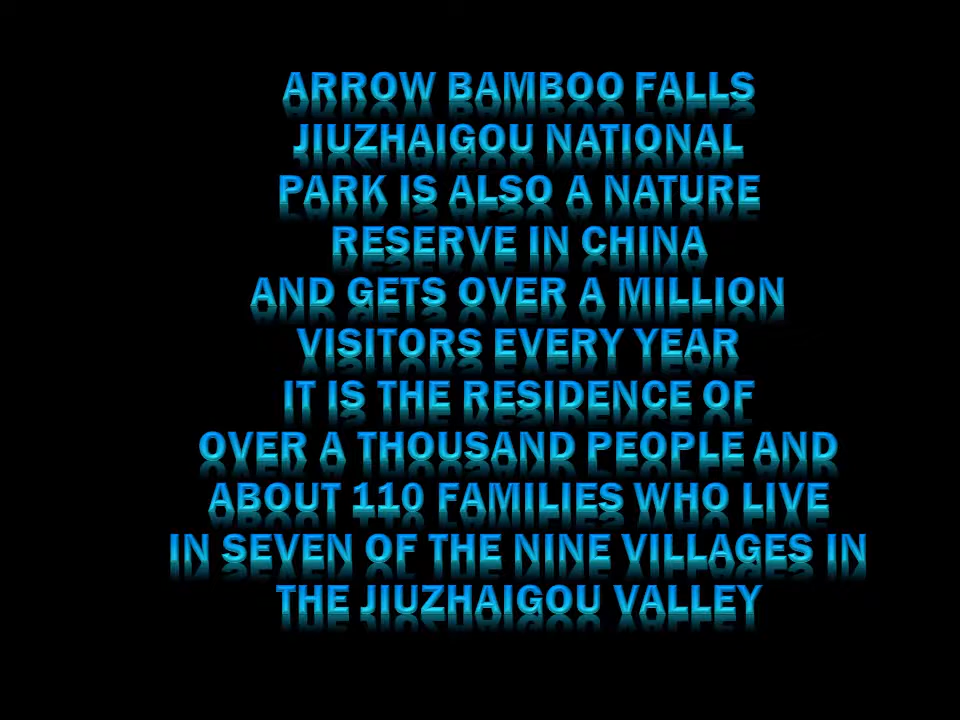 ARROW BAMBOO FALLS
JIUZHAIGOU NATIONAL
PARK IS ALSO A NATURE
RESERVE IN CHINA
AND GETS OVER A MILLION
VISITORS EVERY YEAR
IT IS THE RESIDENCE OF
OVER A THOUSAND PEOPLE AND
ABOUT 110 FAMILIES WHO LIVE
IN SEVEN OF THE NINE VILLAGES IN
THE JIUZHAIGOU VALLEY